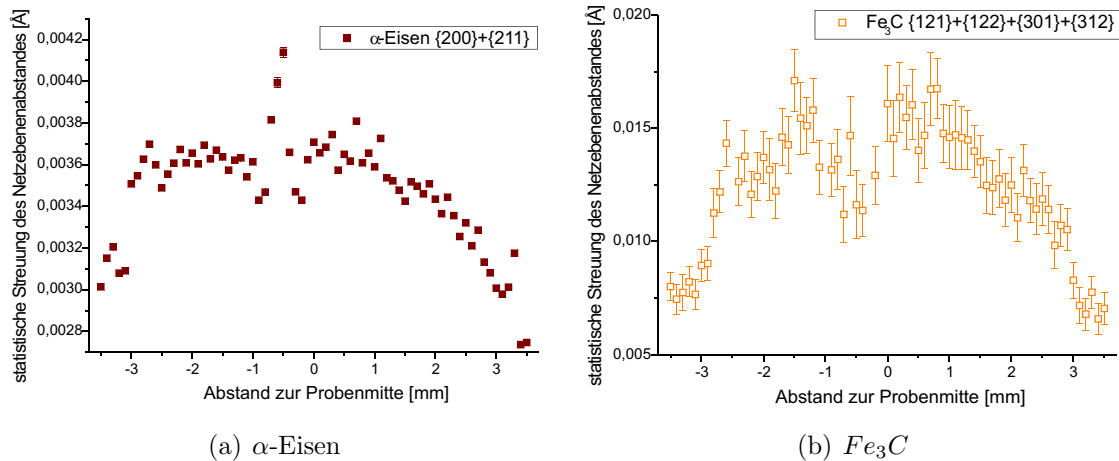 statistische Streuung des Netzebenenabstandes [Å]
0,0042
0,0040
0,0038
0,0036
0,0034
0,0032
0,0030
0,0028
α-Eisen {200}+{211}
-3 -2 -1 0 1 2 3
Abstand zur Probenmitte [mm]
(a) α-Eisen
statistische Streuung des Netzebenenabstandes [Å]
0,020
0,015
0,010
0,005
Fe3C {121}+{122}+{301}+{312}
-3 -2 -1 0 1 2 3
Abstand zur Probenmitte [mm]
(b) Fe3C